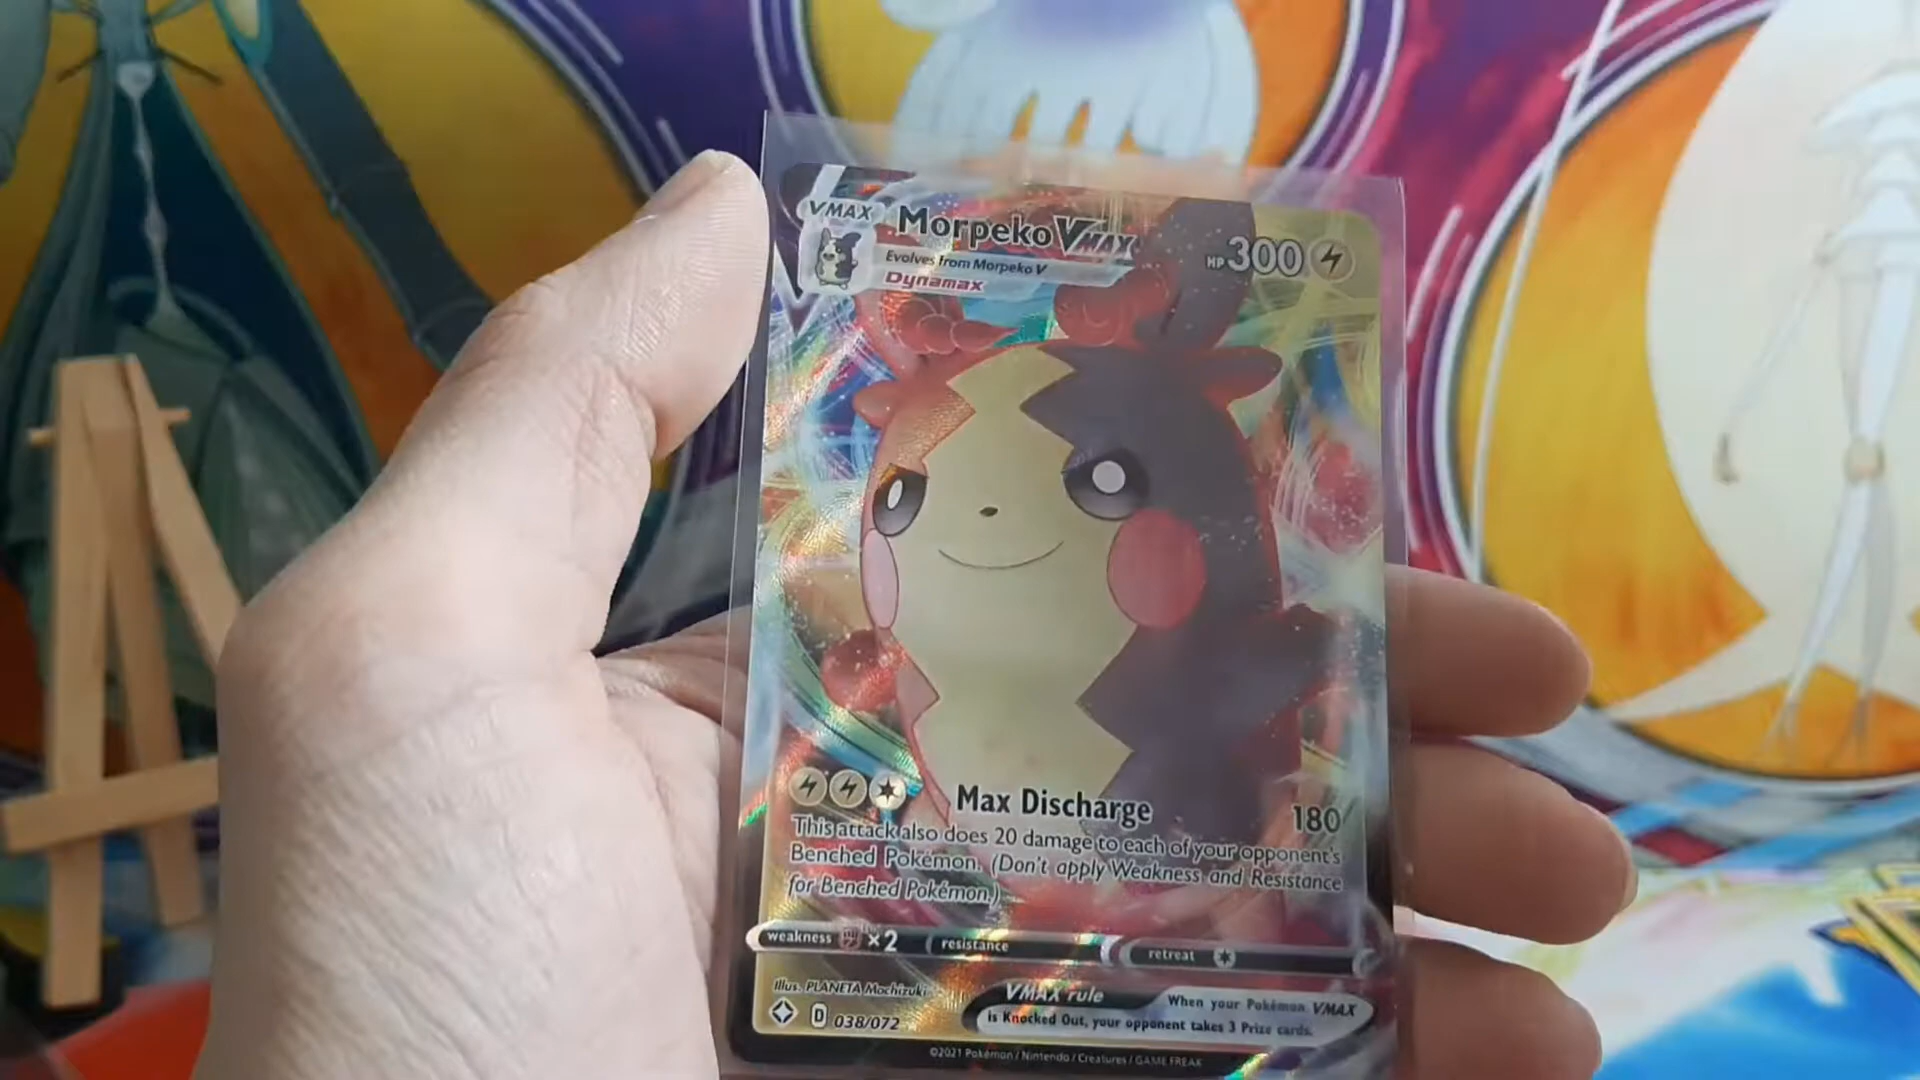 VMAX
Morpeko VMAX
HP 300
Evolves from Morpeko V
Dynamax
Max Discharge 180
This attack also does 20 damage to each of your opponent's
Benched Pokémon. (Don't apply Weakness and Resistance
for Benched Pokémon.)
weakness ×2 resistance retreat
Illus. PLANETA Mochizuki
VMAX rule
When your Pokémon VMAX
is Knocked Out, your opponent takes 3 Prize cards.
D 038/072
©2021 Pokémon / Nintendo / Creatures / GAME FREAK